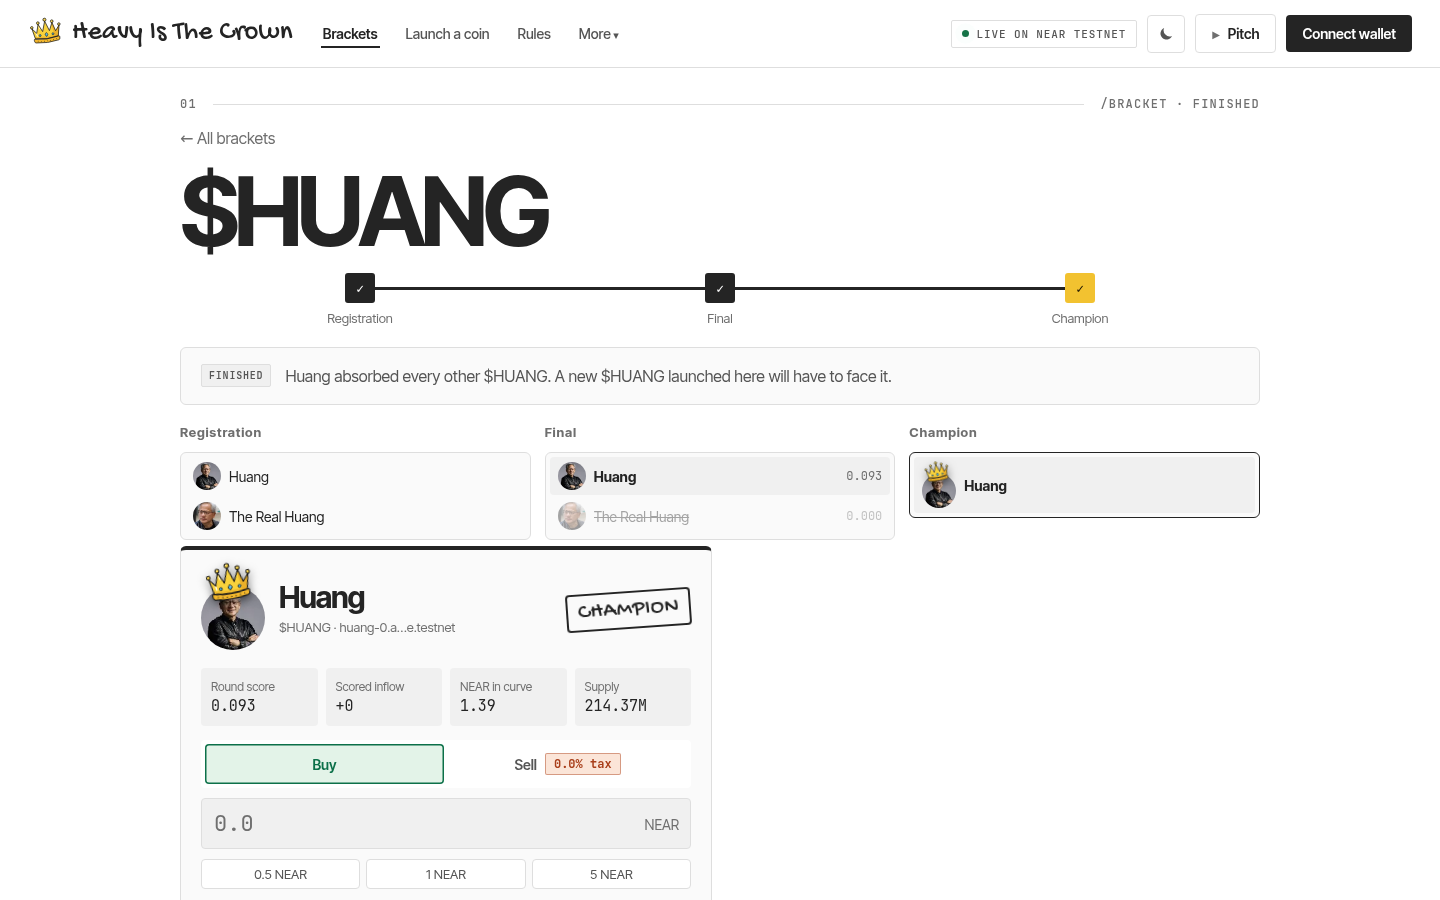 Heavy Is The Crown
Brackets
Launch a coin
Rules
More ▾
LIVE ON NEAR TESTNET
▶ Pitch
Connect wallet
01
/BRACKET · FINISHED
← All brackets
$HUANG
✓
✓
✓
Registration
Final
Champion
FINISHED
Huang absorbed every other $HUANG. A new $HUANG launched here will have to face it.
Registration
Huang
The Real Huang
Final
Huang 0.093
The Real Huang 0.000
Champion
Huang
Huang
$HUANG · huang-0.a…e.testnet
CHAMPION
Round score
0.093
Scored inflow
+0
NEAR in curve
1.39
Supply
214.37M
Buy
Sell 0.0% tax
0.0 NEAR
0.5 NEAR
1 NEAR
5 NEAR